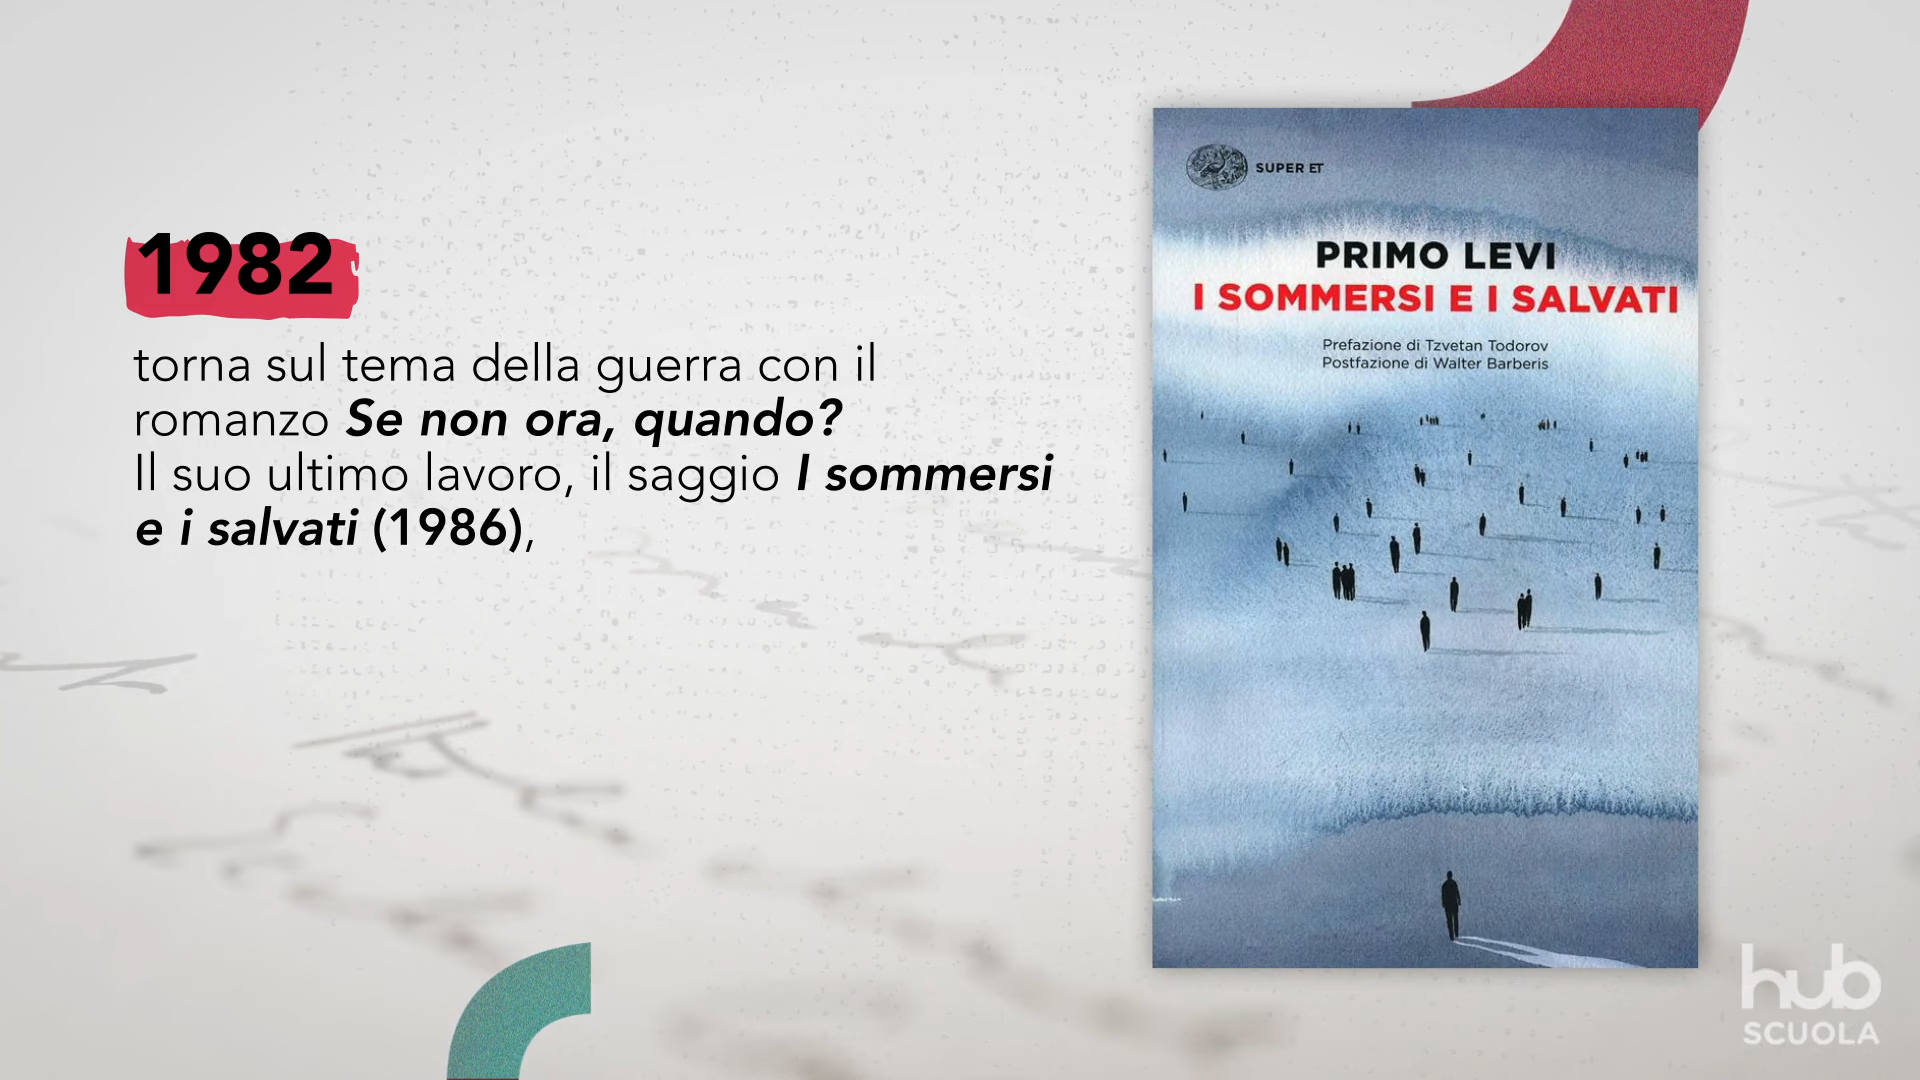 1982
torna sul tema della guerra con il
romanzo Se non ora, quando?
Il suo ultimo lavoro, il saggio I sommersi
e i salvati (1986),
SUPER ET
PRIMO LEVI
I SOMMERSI E I SALVATI
Prefazione di Tzvetan Todorov
Postfazione di Walter Barberis
hub
SCUOLA